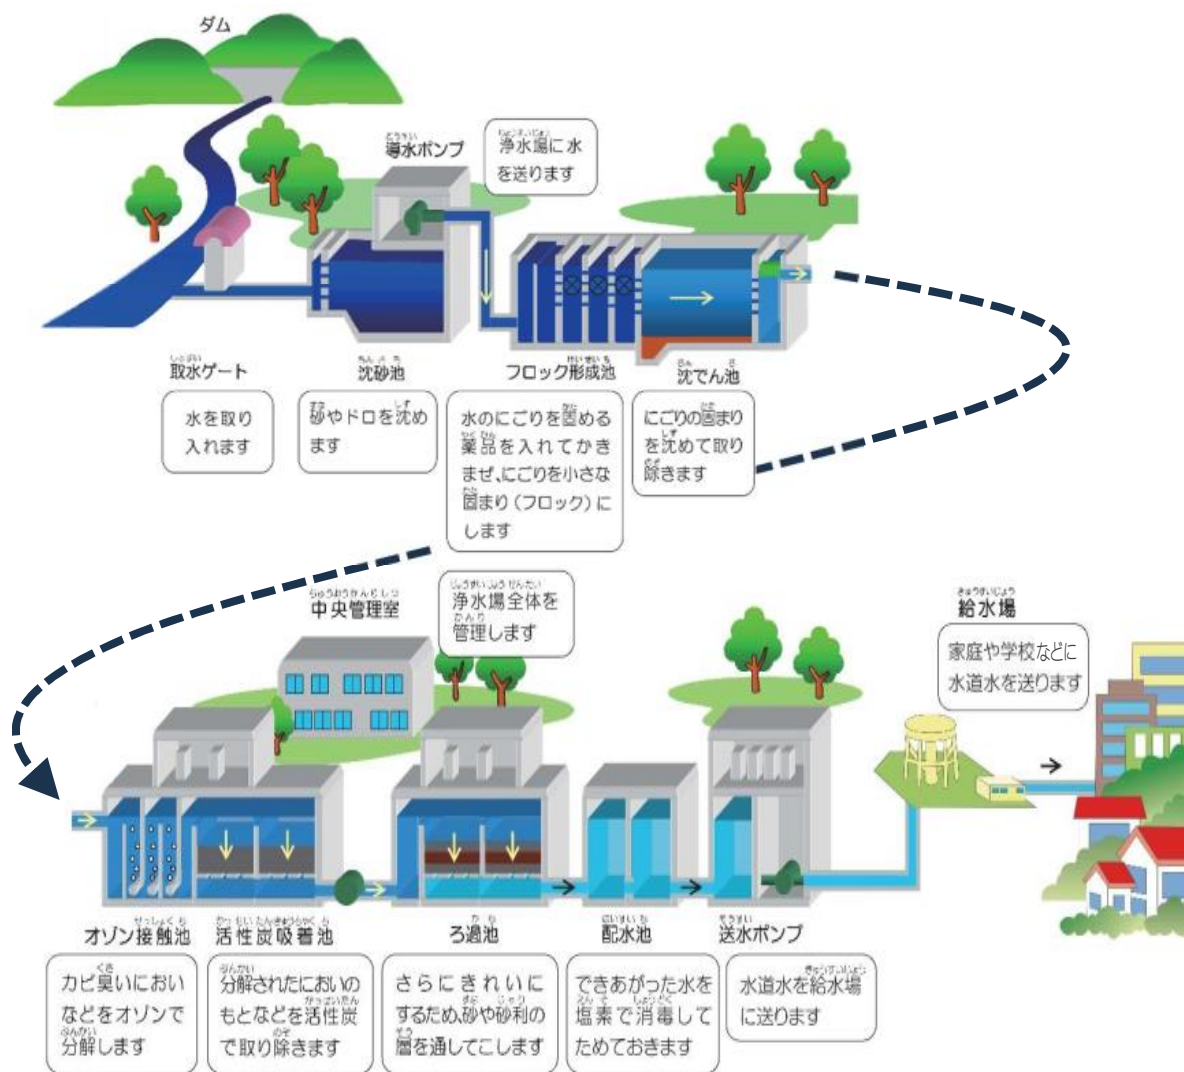 ダム
導水ポンプ
浄水場に水
を送ります
取水ゲート
水を取り
入れます
沈砂池
砂やドロを沈め
ます
フロック形成池
水のにごりを固める
薬品を入れてかき
まぜ、にごりを小さな
固まり(フロック)に
します
沈でん池
にごりの固まり
を沈めて取り
除きます
中央管理室
浄水場全体を
管理します
給水場
家庭や学校などに
水道水を送ります
オゾン接触池
カビ臭いにおい
などをオゾンで
分解します
活性炭吸着池
分解されたにおいの
もとなどを活性炭
で取り除きます
ろ過池
さらにきれいに
するため、砂や砂利の
層を通してこします
配水池
できあがった水を
塩素で消毒して
ためておきます
送水ポンプ
水道水を給水場
に送ります